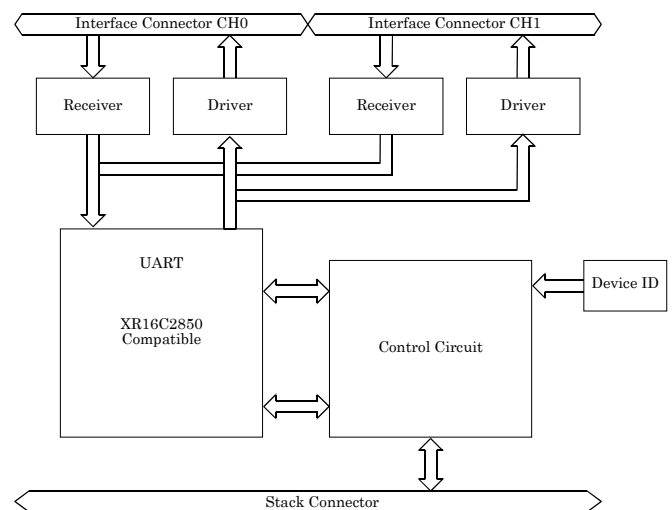 Interface Connector CH0
Interface Connector CH1
Receiver
Driver
Receiver
Driver
UART
XR16C2850
Compatible
Control Circuit
Device ID
Stack Connector